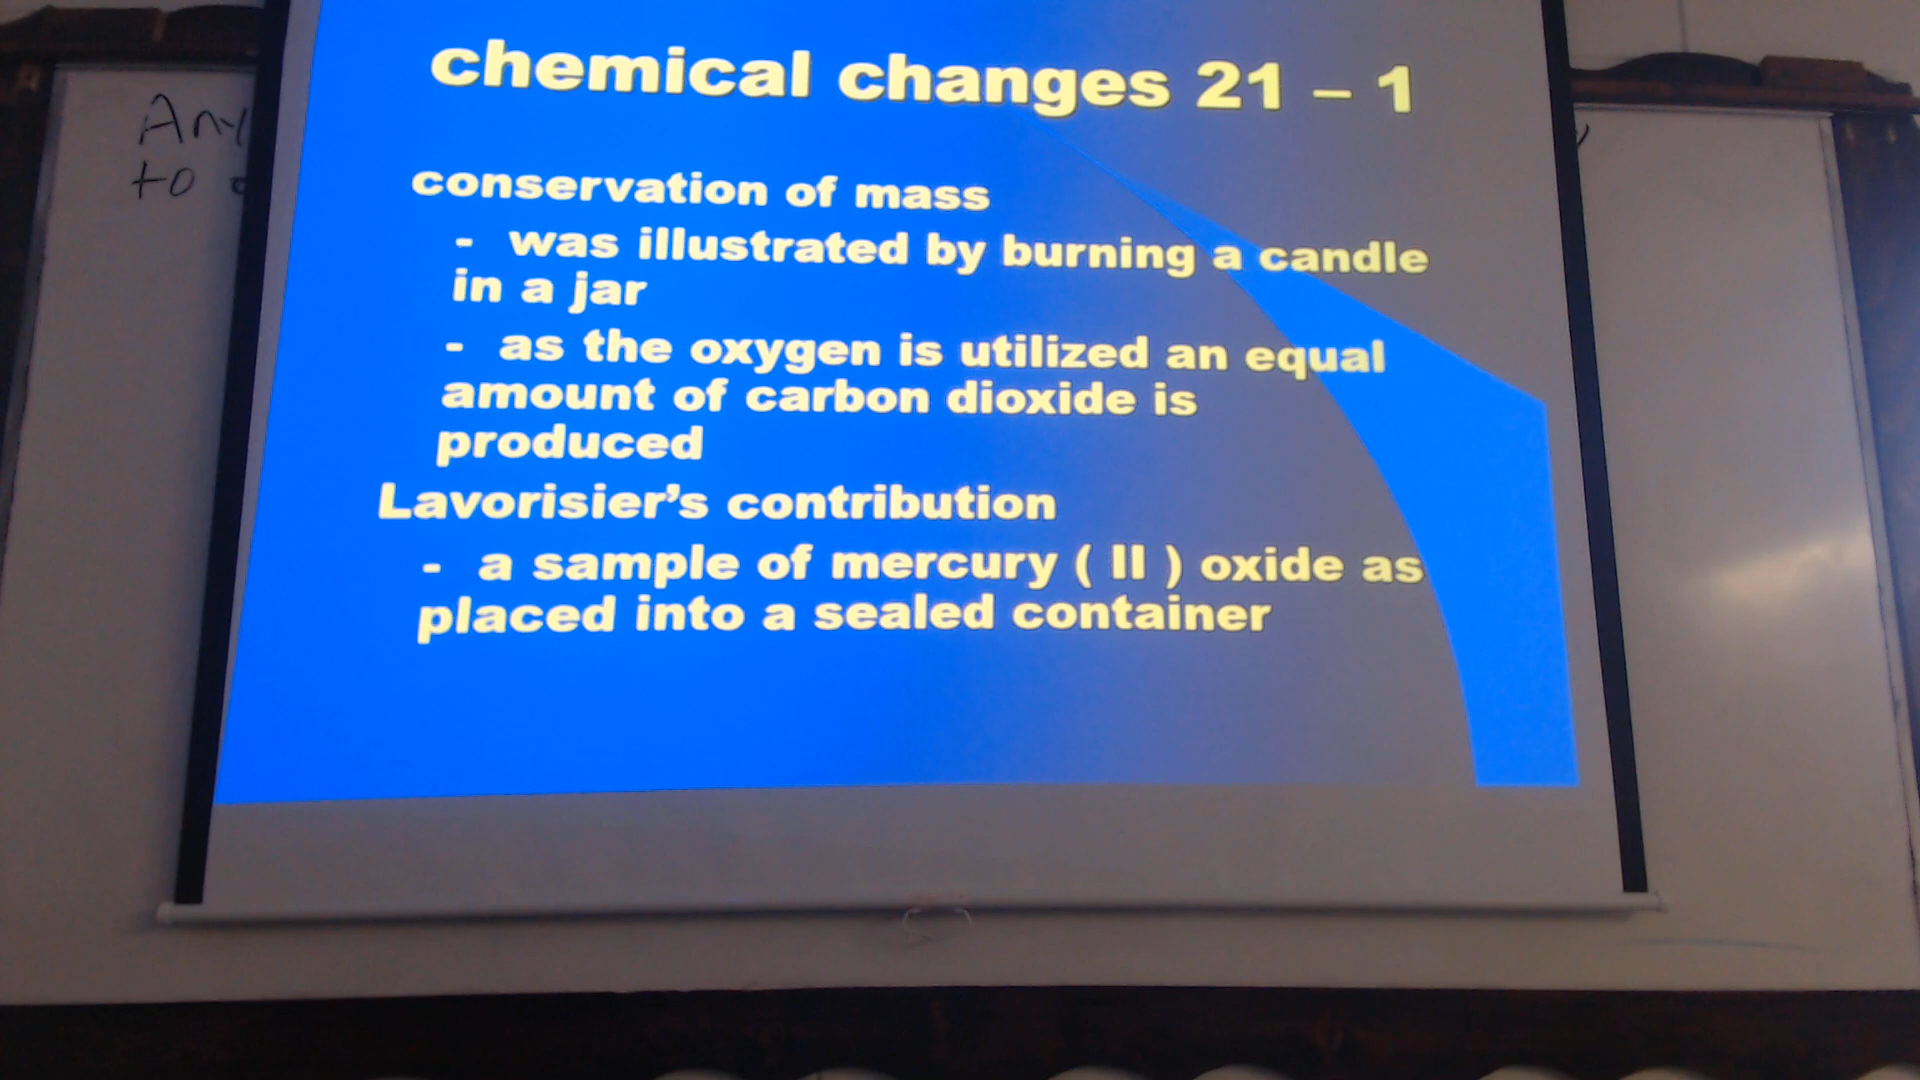 chemical changes 21 – 1
conservation of mass
- was illustrated by burning a candle
in a jar
- as the oxygen is utilized an equal
amount of carbon dioxide is
produced
Lavorisier's contribution
- a sample of mercury ( II ) oxide as
placed into a sealed container
to